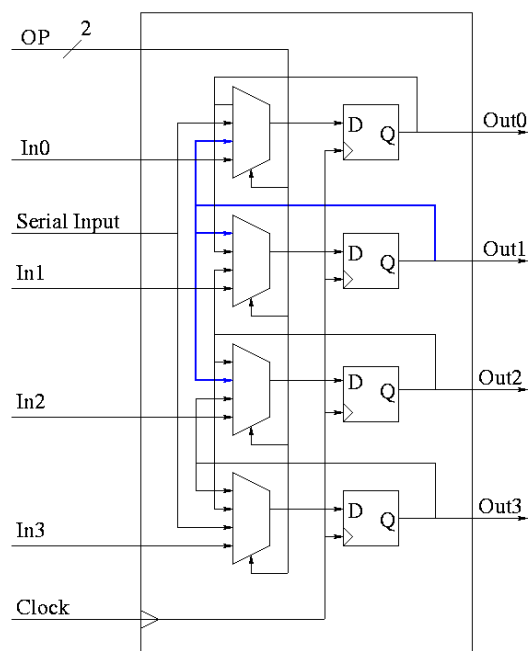 OP 2
D Q Out0
In0
Serial Input
D Q Out1
In1
D Q Out2
In2
D Q Out3
In3
Clock